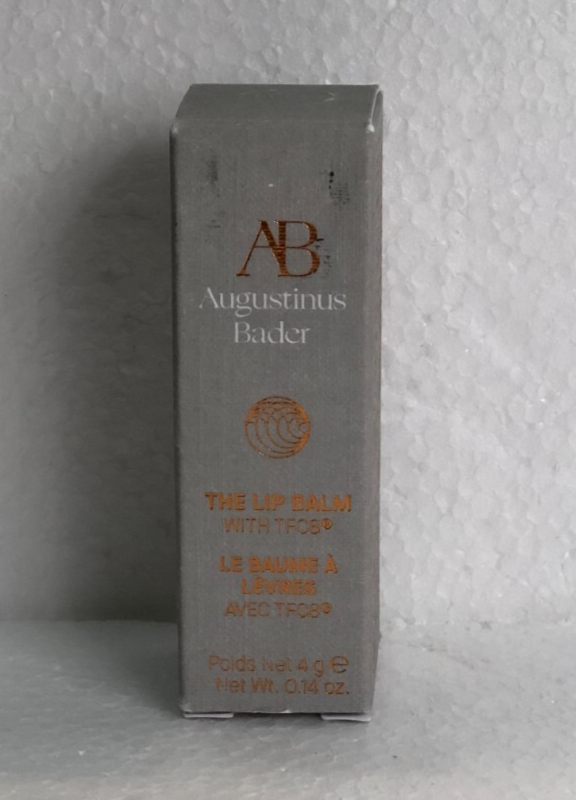 AB
Augustinus
Bader
THE LIP BALM
WITH TFC8®
LE BAUME À
LÈVRES
AVEC TFC8®
Poids Net 4 g ℮
Net Wt. 0.14 oz.